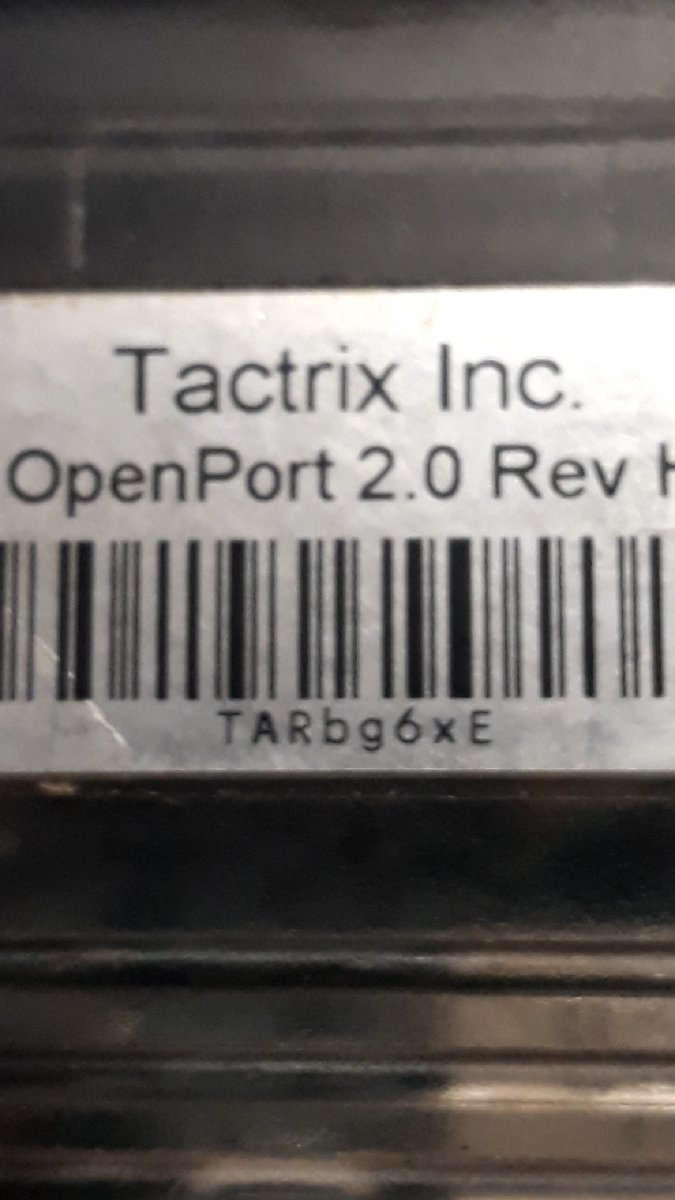 Tactrix Inc.
OpenPort 2.0 Rev H
TARbg6xE